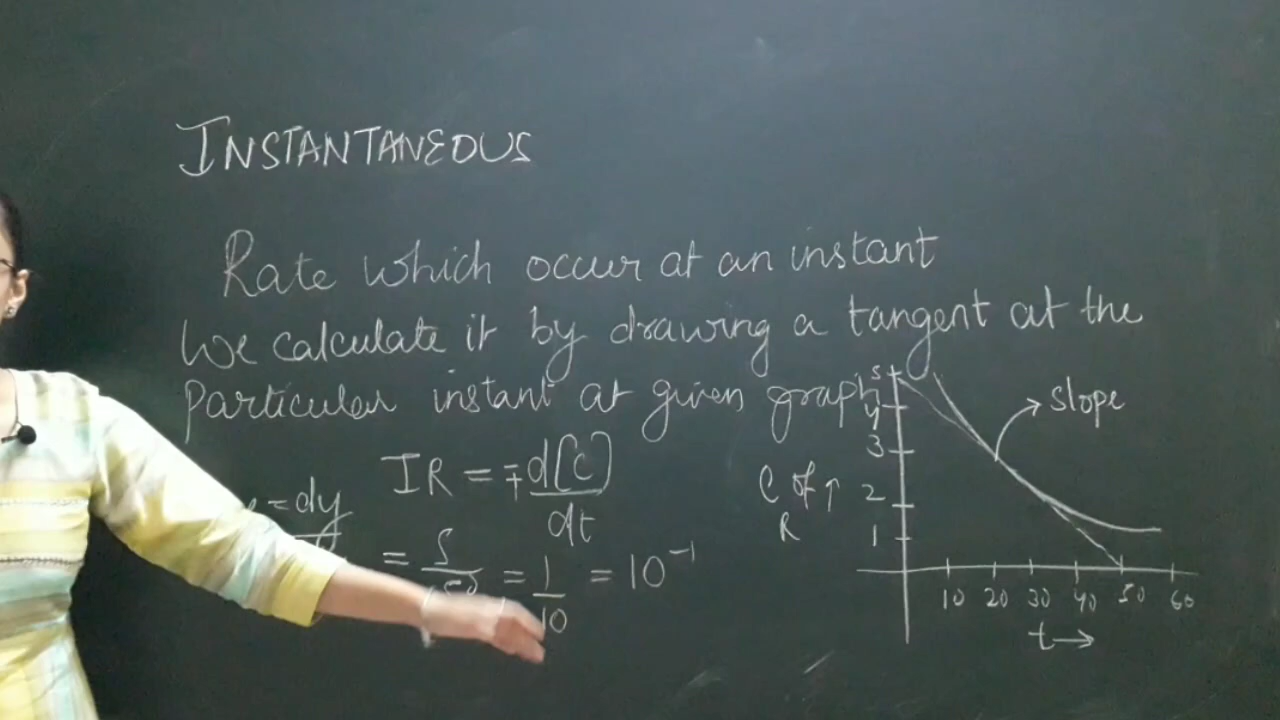 INSTANTANEOUS
Rate which occur at an instant
We calculate it by drawing a tangent at the
particular instant at given graph
IR = ∓ d[C] / dt
= dy
= 5 / 50 = 1 / 10 = 10⁻¹
5
4
3
2
1
C of ↑
R
Slope
10 20 30 40 50 60
t →